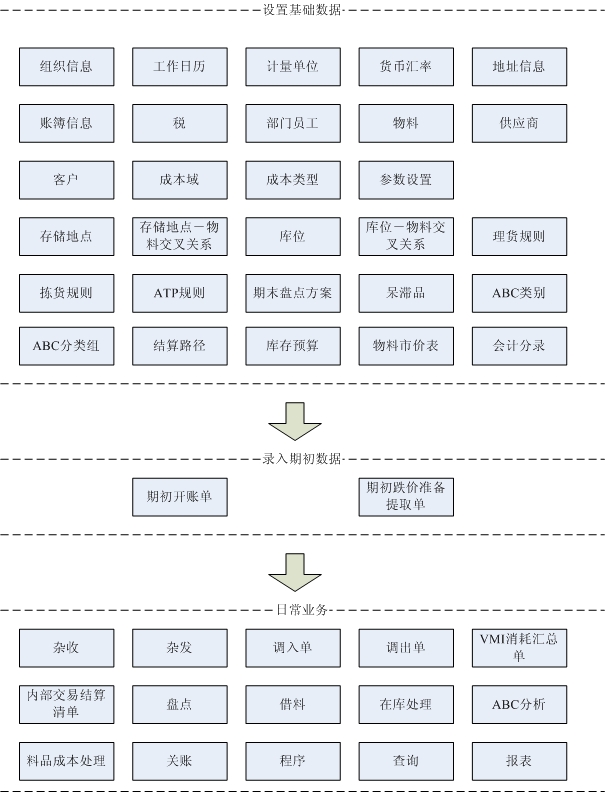 设置基础数据
组织信息 工作日历 计量单位 货币汇率 地址信息
账簿信息 税 部门员工 物料 供应商
客户 成本域 成本类型 参数设置
存储地点 存储地点-物料交叉关系 库位 库位-物料交叉关系 理货规则
拣货规则 ATP规则 期末盘点方案 呆滞品 ABC类别
ABC分类组 结算路径 库存预算 物料市价表 会计分录
录入期初数据
期初开账单 期初跌价准备提取单
日常业务
杂收 杂发 调入单 调出单 VMI消耗汇总单
内部交易结算清单 盘点 借料 在库处理 ABC分析
料品成本处理 关账 程序 查询 报表